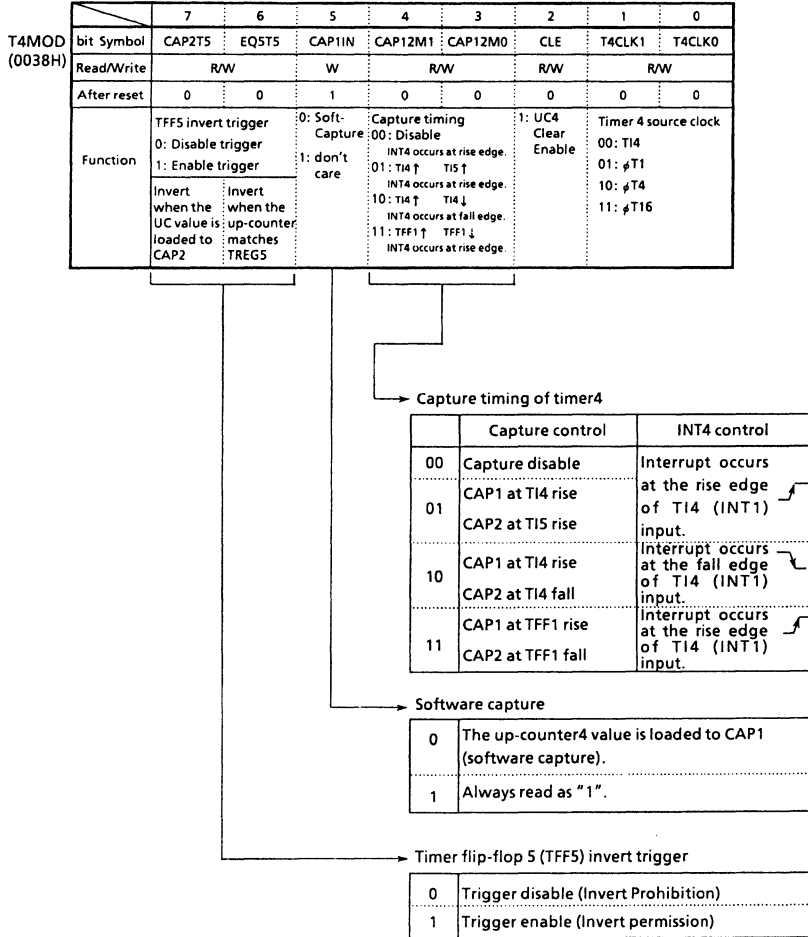 7 6 5 4 3 2 1 0
T4MOD (0038H)
bit Symbol CAP2T5 EQ5T5 CAP1IN CAP12M1 CAP12M0 CLE T4CLK1 T4CLK0
Read/Write R/W W R/W R/W R/W
After reset 0 0 1 0 0 0 0 0
Function
TFF5 invert trigger
0: Disable trigger
1: Enable trigger
Invert
when the
UC value is
loaded to
CAP2
Invert
when the
up-counter
matches
TREG5
0: Soft-
Capture
1: don't
care
Capture timing
00: Disable
INT4 occurs at rise edge.
01: TI4↑ TI5↑
INT4 occurs at rise edge.
10: TI4↑ TI4↓
INT4 occurs at fall edge.
11: TFF1↑ TFF1↓
INT4 occurs at rise edge.
1: UC4
Clear
Enable
Timer 4 source clock
00: TI4
01: φT1
10: φT4
11: φT16
Capture timing of timer4
Capture control INT4 control
00 Capture disable
01
CAP1 at TI4 rise
CAP2 at TI5 rise
Interrupt occurs
at the rise edge
of TI4 (INT1)
input.
10
CAP1 at TI4 rise
CAP2 at TI4 fall
Interrupt occurs
at the fall edge
of TI4 (INT1)
input.
11
CAP1 at TFF1 rise
CAP2 at TFF1 fall
Interrupt occurs
at the rise edge
of TI4 (INT1)
input.
Software capture
0 The up-counter4 value is loaded to CAP1
(software capture).
1 Always read as "1".
Timer flip-flop 5 (TFF5) invert trigger
0 Trigger disable (Invert Prohibition)
1 Trigger enable (Invert permission)